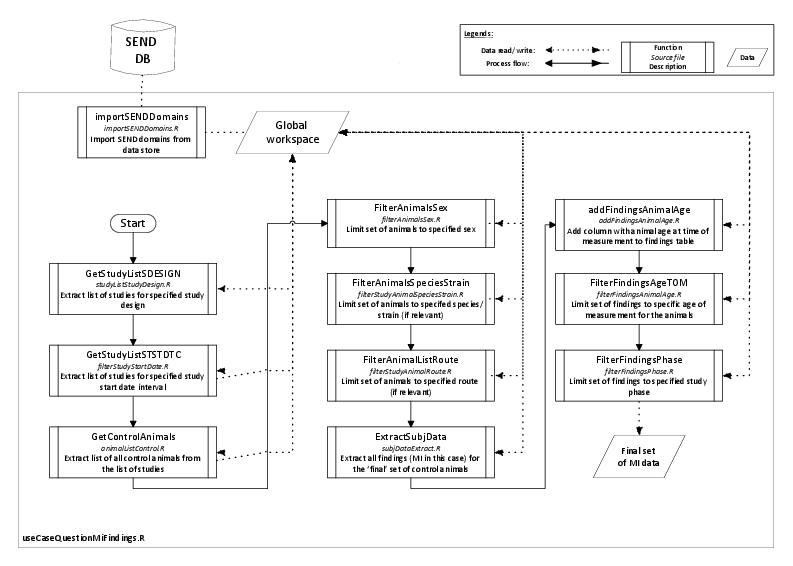 SEND
DB
Legends:
Data read/ write:
Process flow:
Function
Source file
Description
Data
importSENDDomains
importSENDDomains.R
Import SEND domains from
data store
Global
workspace
Start
GetStudyListSDESIGN
studyListStudyDesign.R
Extract list of studies for specified study
design
GetStudyListSTSTDTC
filterStudyStartDate.R
Extract list of studies for specified study
start date interval
GetControlAnimals
animalListControl.R
Extract list of all control animals from
the list of studies
FilterAnimalsSex
filterAnimalsSex.R
Limit set of animals to specified sex
FilterAnimalsSpeciesStrain
filterStudyAnimalSpeciesStrain.R
Limit set of animals to specifed species/
strain (if relevant)
FilterAnimalListRoute
filterStudyAnimalRoute.R
Limit set of animals to specified route
(if relevant)
ExtractSubjData
subjDataExtract.R
Extract all findings (MI in this case) for
the 'final' set of control animals
addFindingsAnimalAge
addFindingsAnimalAge.R
Add column with animal age at time of
measurement to findings table
FilterFindingsAgeTOM
filterFindingsAnimalAge.R
Limit set of findings to specific age of
measurement for the animals
FilterFindingsPhase
filterFindingsPhase.R
Limit set of findings to specified study
phase
Final set
of MI data
useCaseQuestionMiFindings.R